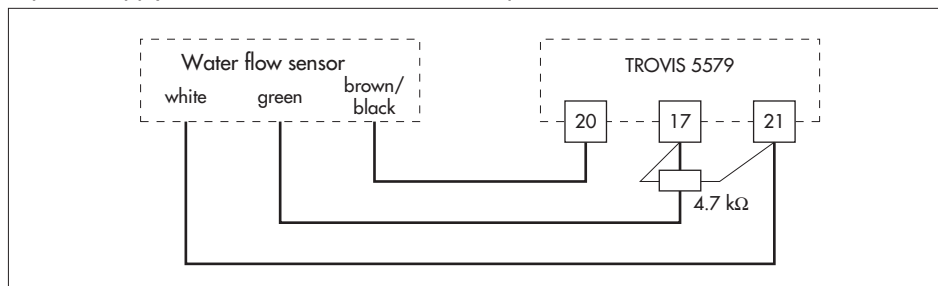 Water flow sensor
white green brown/
black
TROVIS 5579
20 17 21
4.7 kΩ